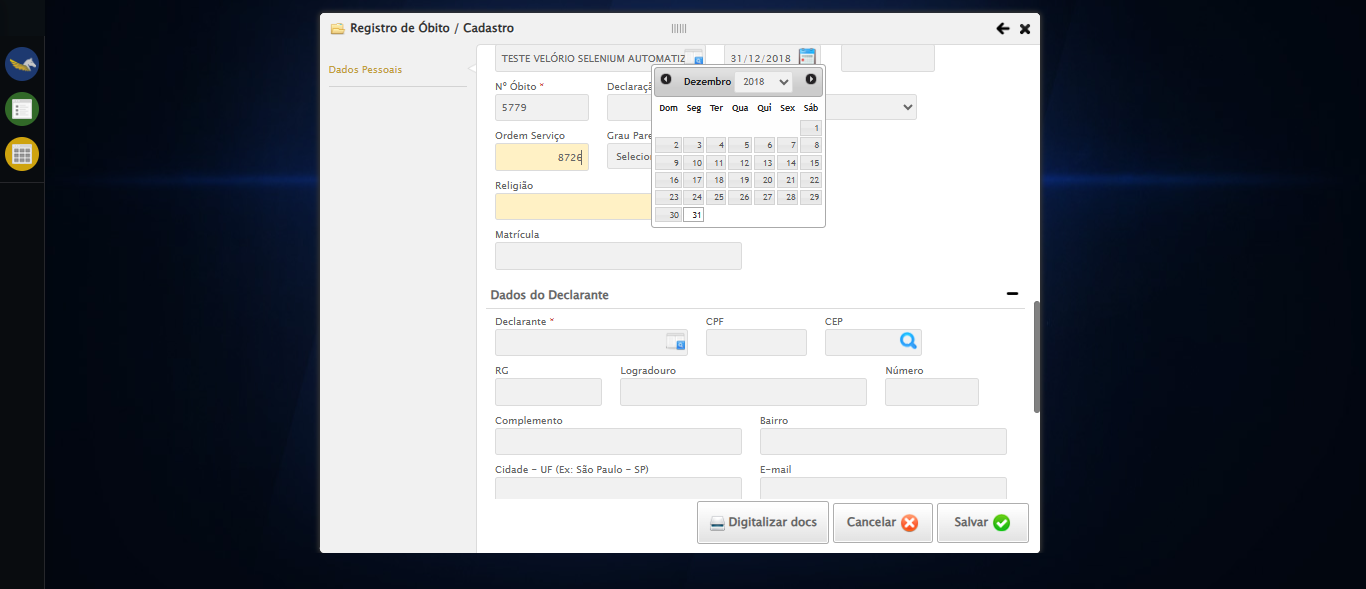 Registro de Óbito / Cadastro
Dados Pessoais
TESTE VELÓRIO SELENIUM AUTOMATIZ
31/12/2018
Nº Óbito *
Declaraçã
5779
Ordem Serviço
Grau Pare
8726
Selecion
Religião
Matrícula
Dezembro 2018
Dom Seg Ter Qua Qui Sex Sáb
1
2 3 4 5 6 7 8
9 10 11 12 13 14 15
16 17 18 19 20 21 22
23 24 25 26 27 28 29
30 31
Dados do Declarante
Declarante *
CPF
CEP
RG
Logradouro
Número
Complemento
Bairro
Cidade - UF (Ex: São Paulo - SP)
E-mail
Digitalizar docs
Cancelar
Salvar